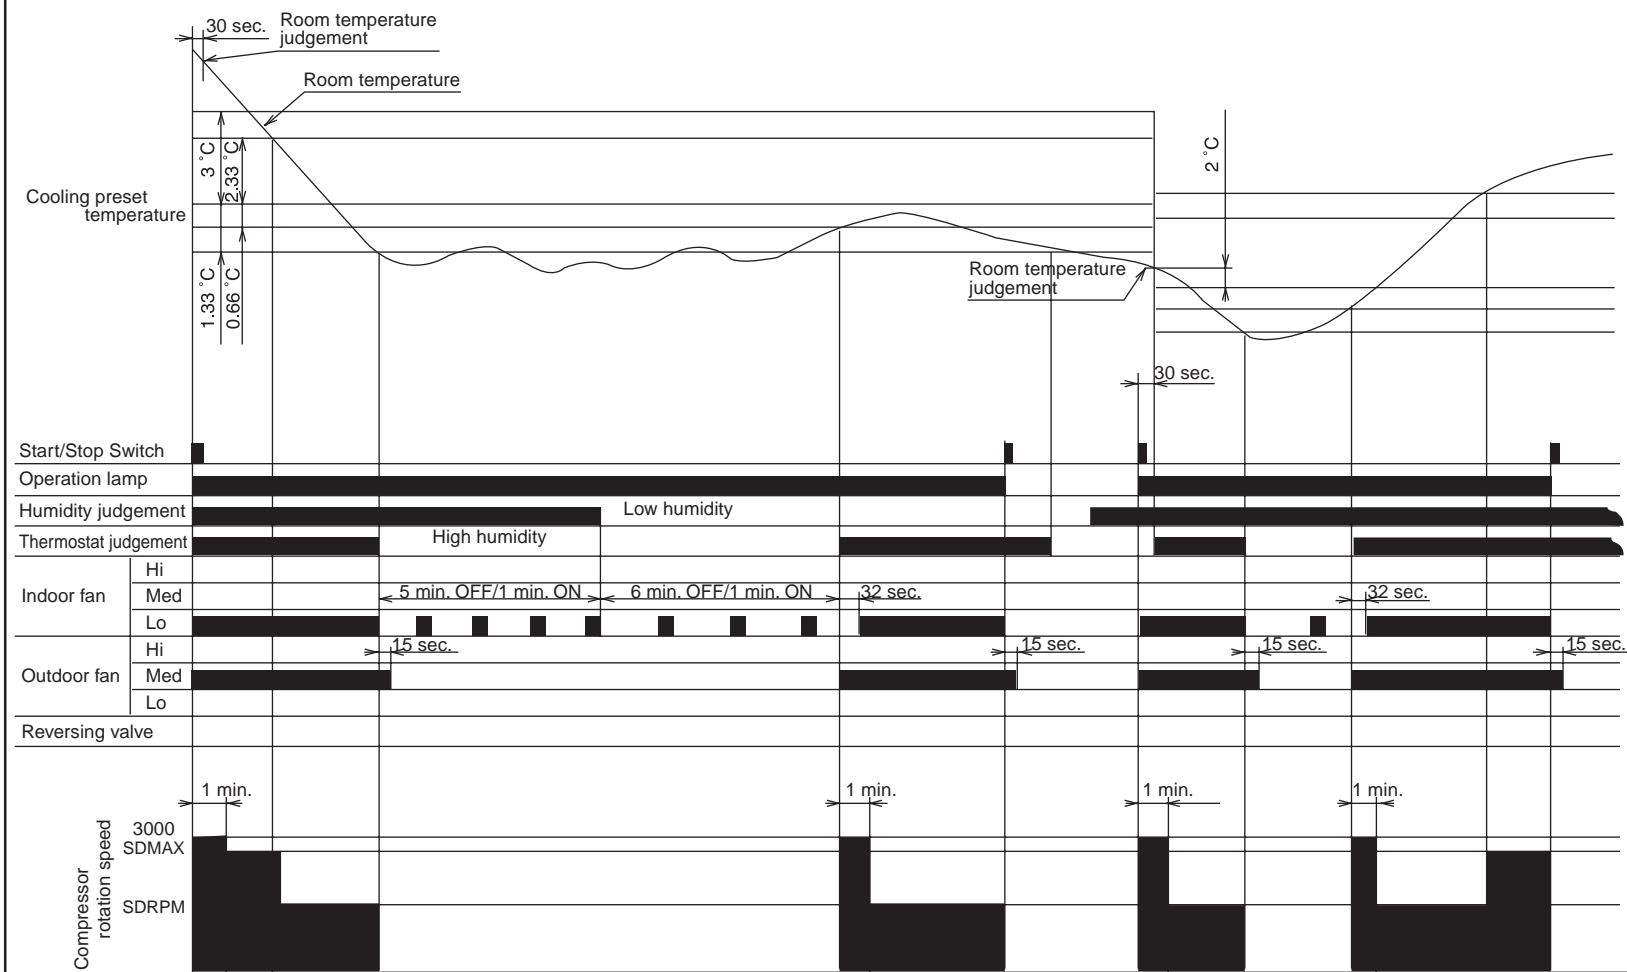 30 sec.
Room temperature
judgement
Room temperature
3 °C
2.33 °C
2 °C
Cooling preset
temperature
1.33 °C
0.66 °C
Room temperature
judgement
30 sec.
Start/Stop Switch
Operation lamp
Humidity judgement
Low humidity
Thermostat judgement
High humidity
Indoor fan
Hi
Med
5 min. OFF/1 min. ON
6 min. OFF/1 min. ON
32 sec.
32 sec.
Lo
Outdoor fan
Hi
15 sec.
15 sec.
15 sec.
15 sec.
Med
Lo
Reversing valve
1 min.
1 min.
1 min.
1 min.
Compressor
rotation speed
3000
SDMAX
SDRPM